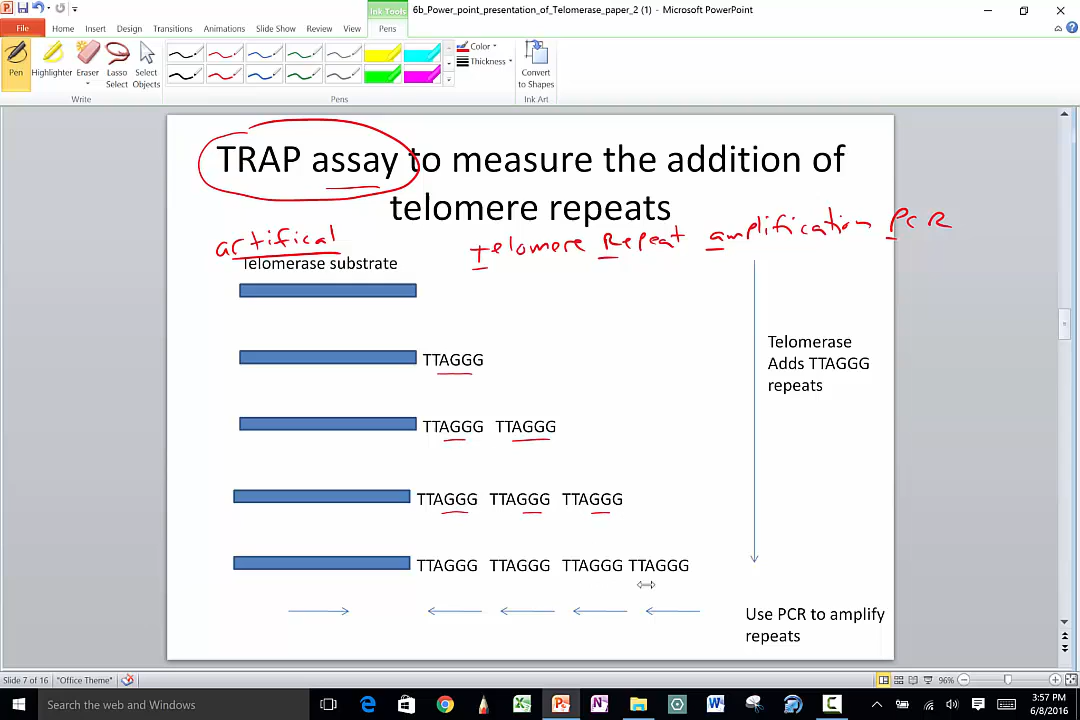 Ink Tools
6b_Power_point_presentation_of_Telomerase_paper_2 (1) - Microsoft PowerPoint
File Home Insert Design Transitions Animations Slide Show Review View Pens
Pen Highlighter Eraser Lasso Select Select Objects
Color
Thickness
Convert to Shapes
Write Pens Ink Art
TRAP assay to measure the addition of
telomere repeats
artifical Telomere Repeat amplification PCR
Telomerase substrate
TTAGGG
TTAGGG TTAGGG
TTAGGG TTAGGG TTAGGG
TTAGGG TTAGGG TTAGGG TTAGGG
Telomerase
Adds TTAGGG
repeats
Use PCR to amplify
repeats
Slide 7 of 16 "Office Theme" 96%
Search the web and Windows
3:57 PM
6/8/2016